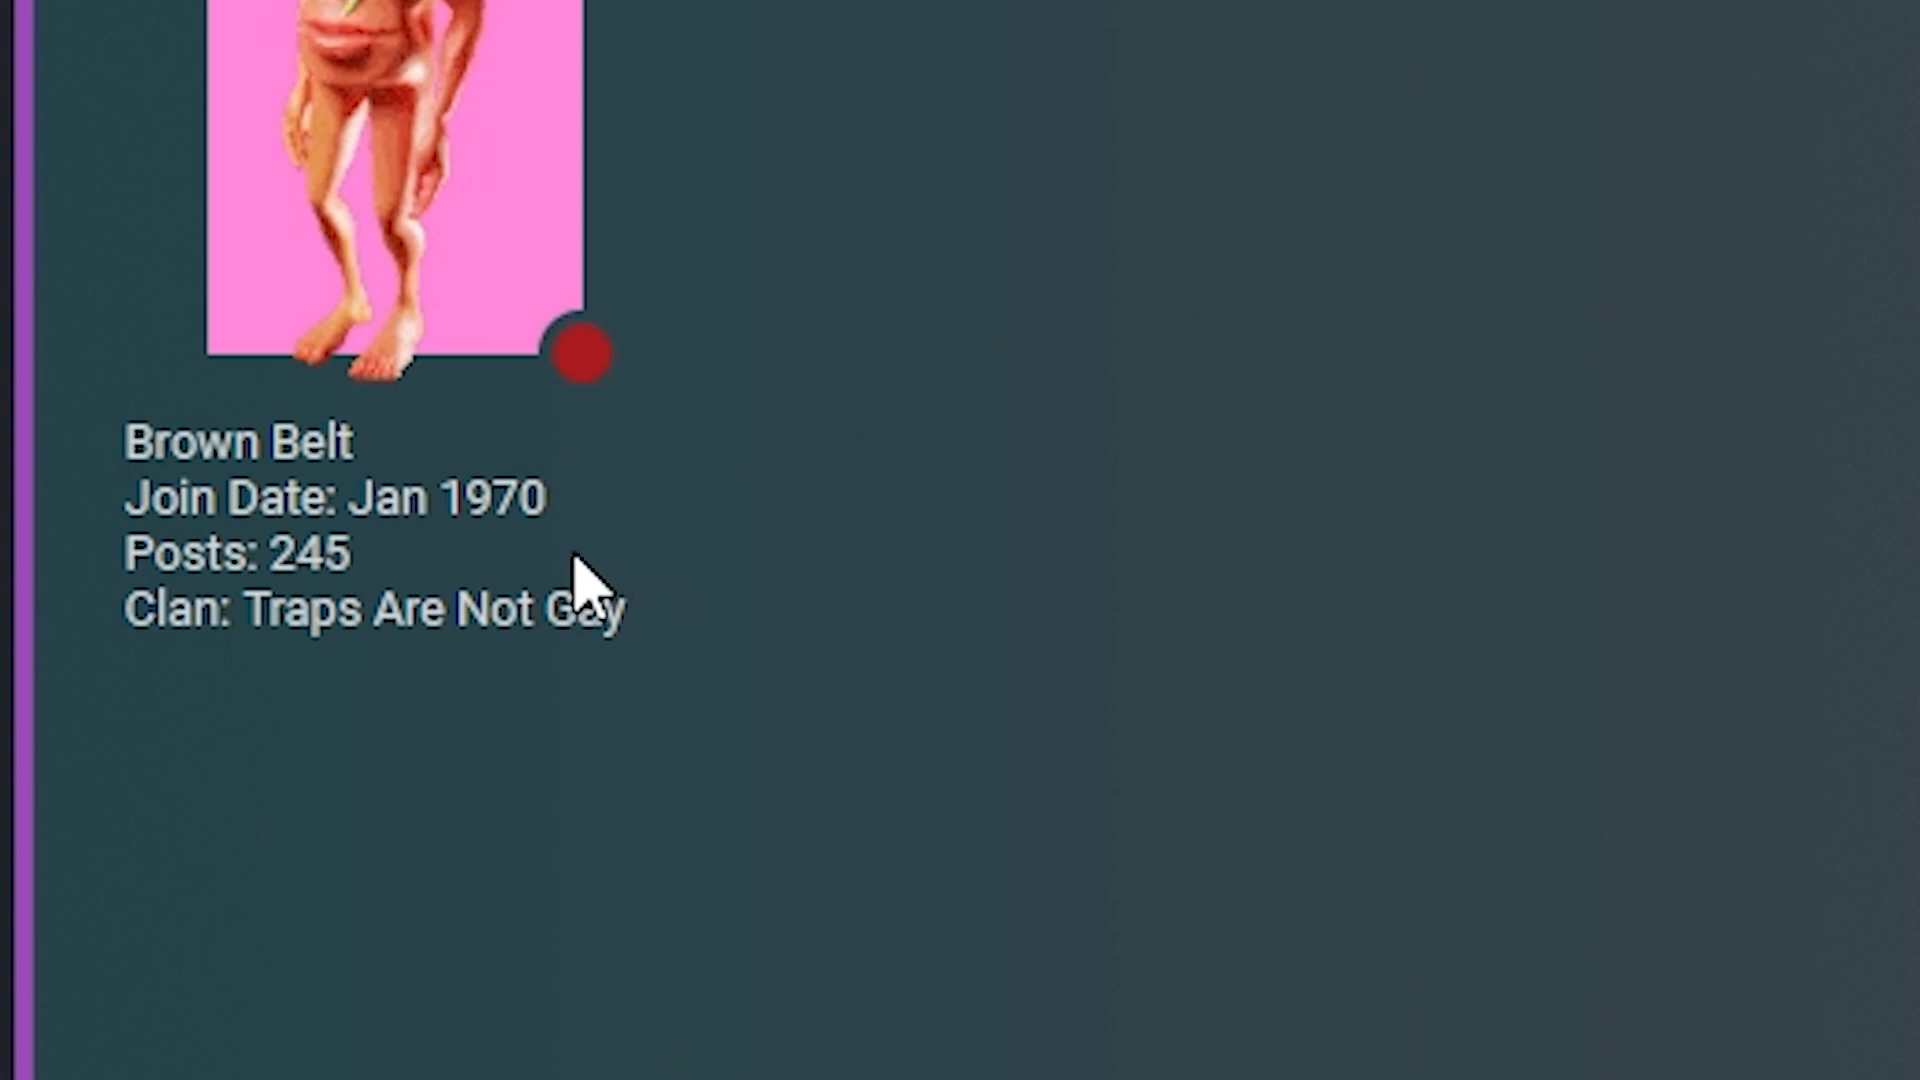 Brown Belt
Join Date: Jan 1970
Posts: 245
Clan: Traps Are Not Gay